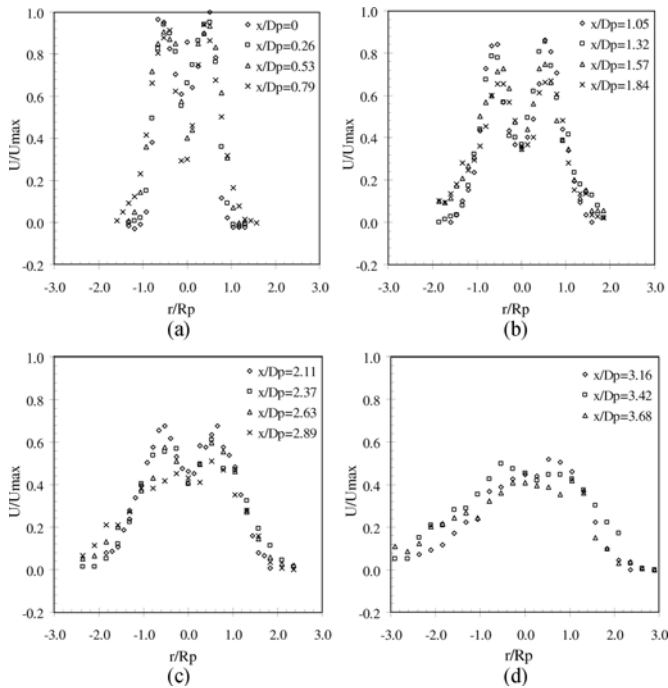 1.0
0.8
0.6
0.4
0.2
0.0
0.2
U/Umax
x/Dp=0
x/Dp=0.26
x/Dp=0.53
x/Dp=0.79
-3.0 -1.0 1.0 3.0
r/Rp
(a)
1.0
0.8
0.6
0.4
0.2
0.0
0.2
U/Umax
x/Dp=1.05
x/Dp=1.32
x/Dp=1.57
x/Dp=1.84
-3.0 -2.0 -1.0 0.0 1.0 2.0 3.0
r/Rp
(b)
1.0
0.8
0.6
0.4
0.2
0.0
-0.2
U/Umax
x/Dp=2.11
x/Dp=2.37
x/Dp=2.63
x/Dp=2.89
-3.0 -2.0 -1.0 0.0 1.0 2.0 3.0
r/Rp
(c)
1.0
0.8
0.6
0.4
0.2
0.0
-0.2
U/Umax
x/Dp=3.16
x/Dp=3.42
x/Dp=3.68
-3.0 -2.0 -1.0 0.0 1.0 2.0 3.0
r/Rp
(d)